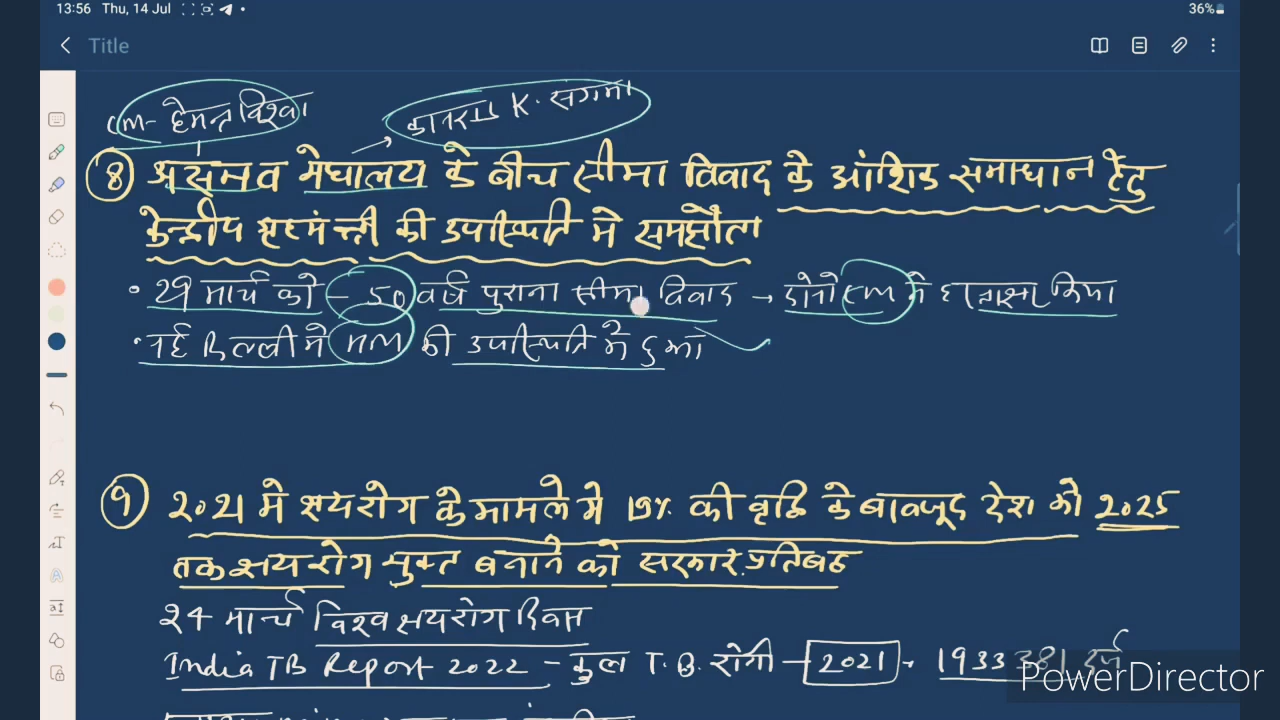 13:56 Thu, 14 Jul
36%
Title
CM- हेमन्त विश्वा
कानराड K. संगमा
8 असम व मेघालय के बीच सीमा विवाद के आंशिक समाधान हेतु
केन्द्रीय गृहमंत्री की उपस्थिति में समझौता
• 29 मार्च को - 50 वर्ष पुराना सीमा विवाद → दोनो CM ने हस्ताक्षर किया
• नई दिल्ली में HM की उपस्थिति में हुआ
9 2021 में क्षयरोग के मामले में 19% की वृद्धि के बावजूद देश को 2025
तक क्षयरोग मुक्त बनाने को सरकार प्रतिबद्ध
24 मार्च विश्व क्षयरोग दिवस
India TB Report 2022 - कुल T.B. रोगी - 2021 - 1933381 दर्ज
PowerDirector